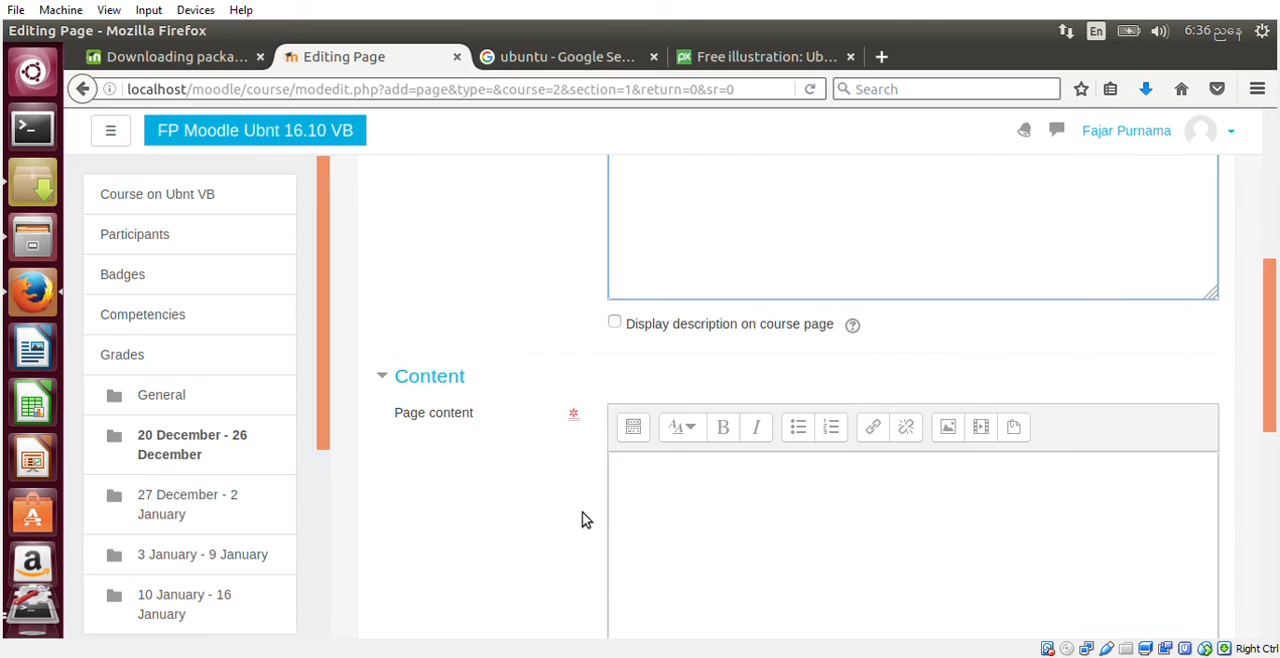 File Machine View Input Devices Help
Editing Page - Mozilla Firefox
En
6:36 ညနေ
Downloading packa...
Editing Page
ubuntu - Google Se...
Free illustration: Ub...
localhost/moodle/course/modedit.php?add=page&type=&course=2&section=1&return=0&sr=0
Search
FP Moodle Ubnt 16.10 VB
Fajar Purnama
Course on Ubnt VB
Participants
Badges
Competencies
Grades
General
20 December - 26
December
27 December - 2
January
3 January - 9 January
10 January - 16
January
Display description on course page
Content
Page content
B I
Right Ctrl